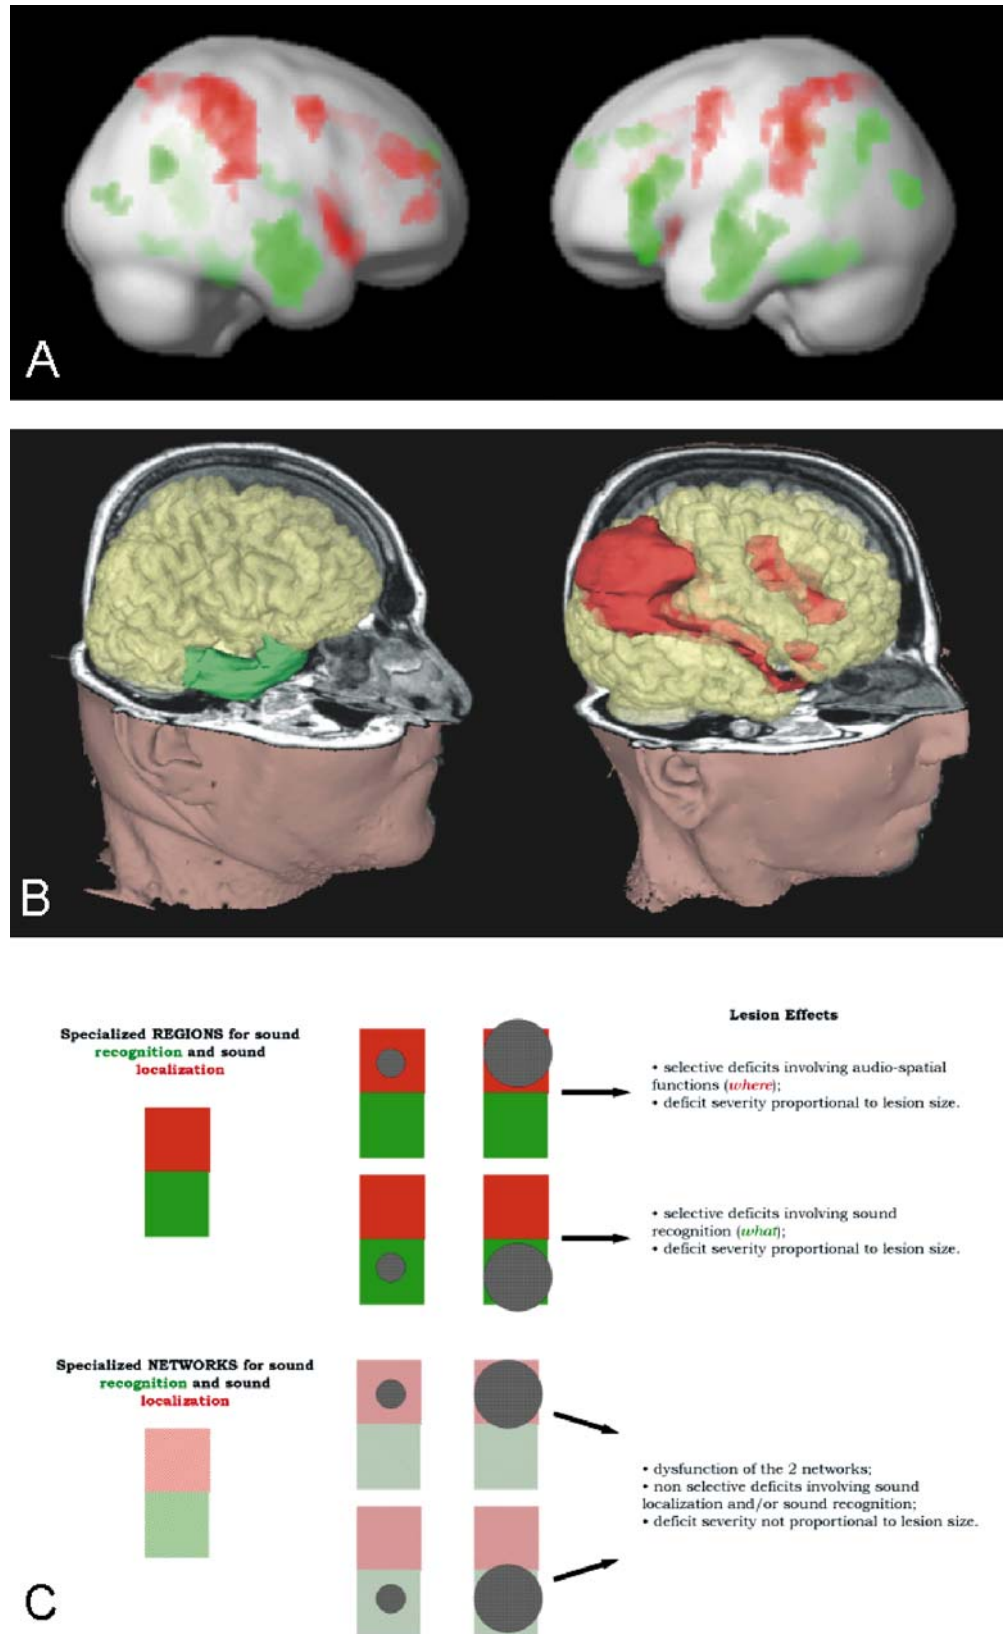 A
B
Specialized REGIONS for sound
recognition and sound
localization
Lesion Effects
• selective deficits involving audio-spatial
functions (where);
• deficit severity proportional to lesion size.
• selective deficits involving sound
recognition (what);
• deficit severity proportional to lesion size.
Specialized NETWORKS for sound
recognition and sound
localization
• dysfunction of the 2 networks;
• non selective deficits involving sound
localization and/or sound recognition;
• deficit severity not proportional to lesion size.
C